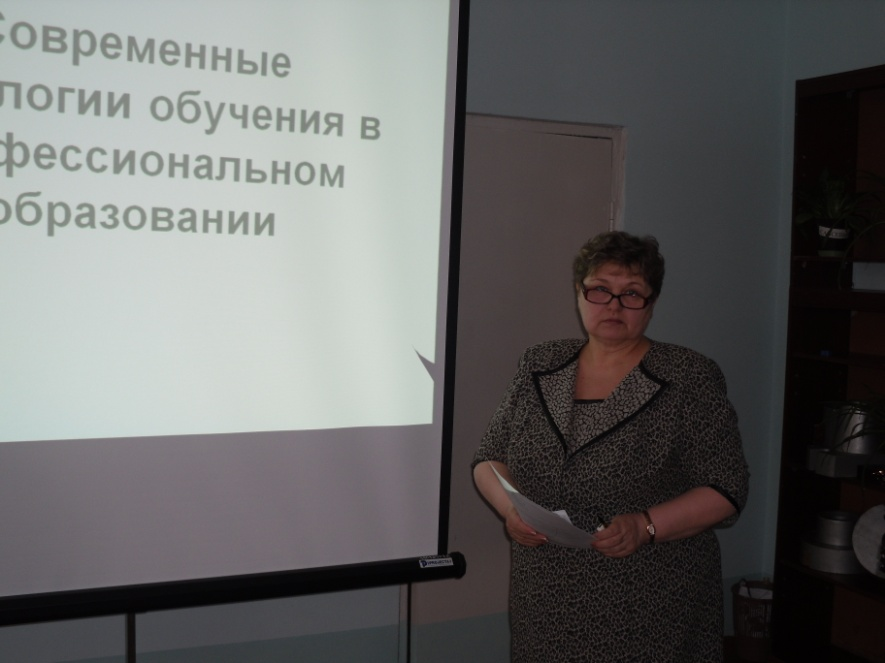 Современные
логии обучения в
фессиональном
образовании